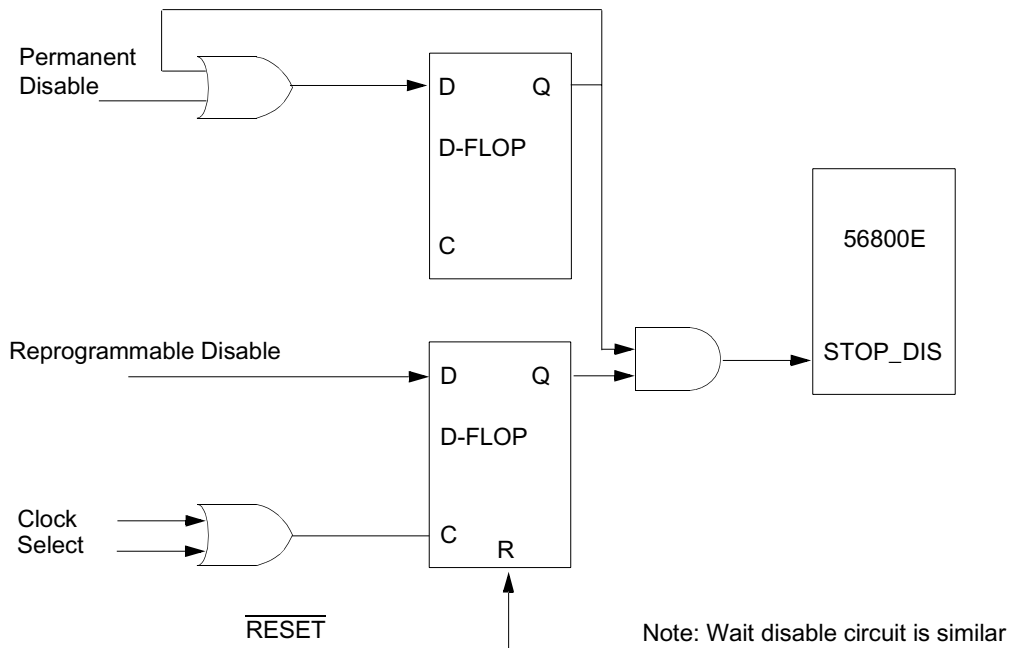 Permanent
Disable
D Q
D-FLOP
C
56800E
STOP_DIS
Reprogrammable Disable
D Q
D-FLOP
Clock
Select
C
R
RESET
Note: Wait disable circuit is similar